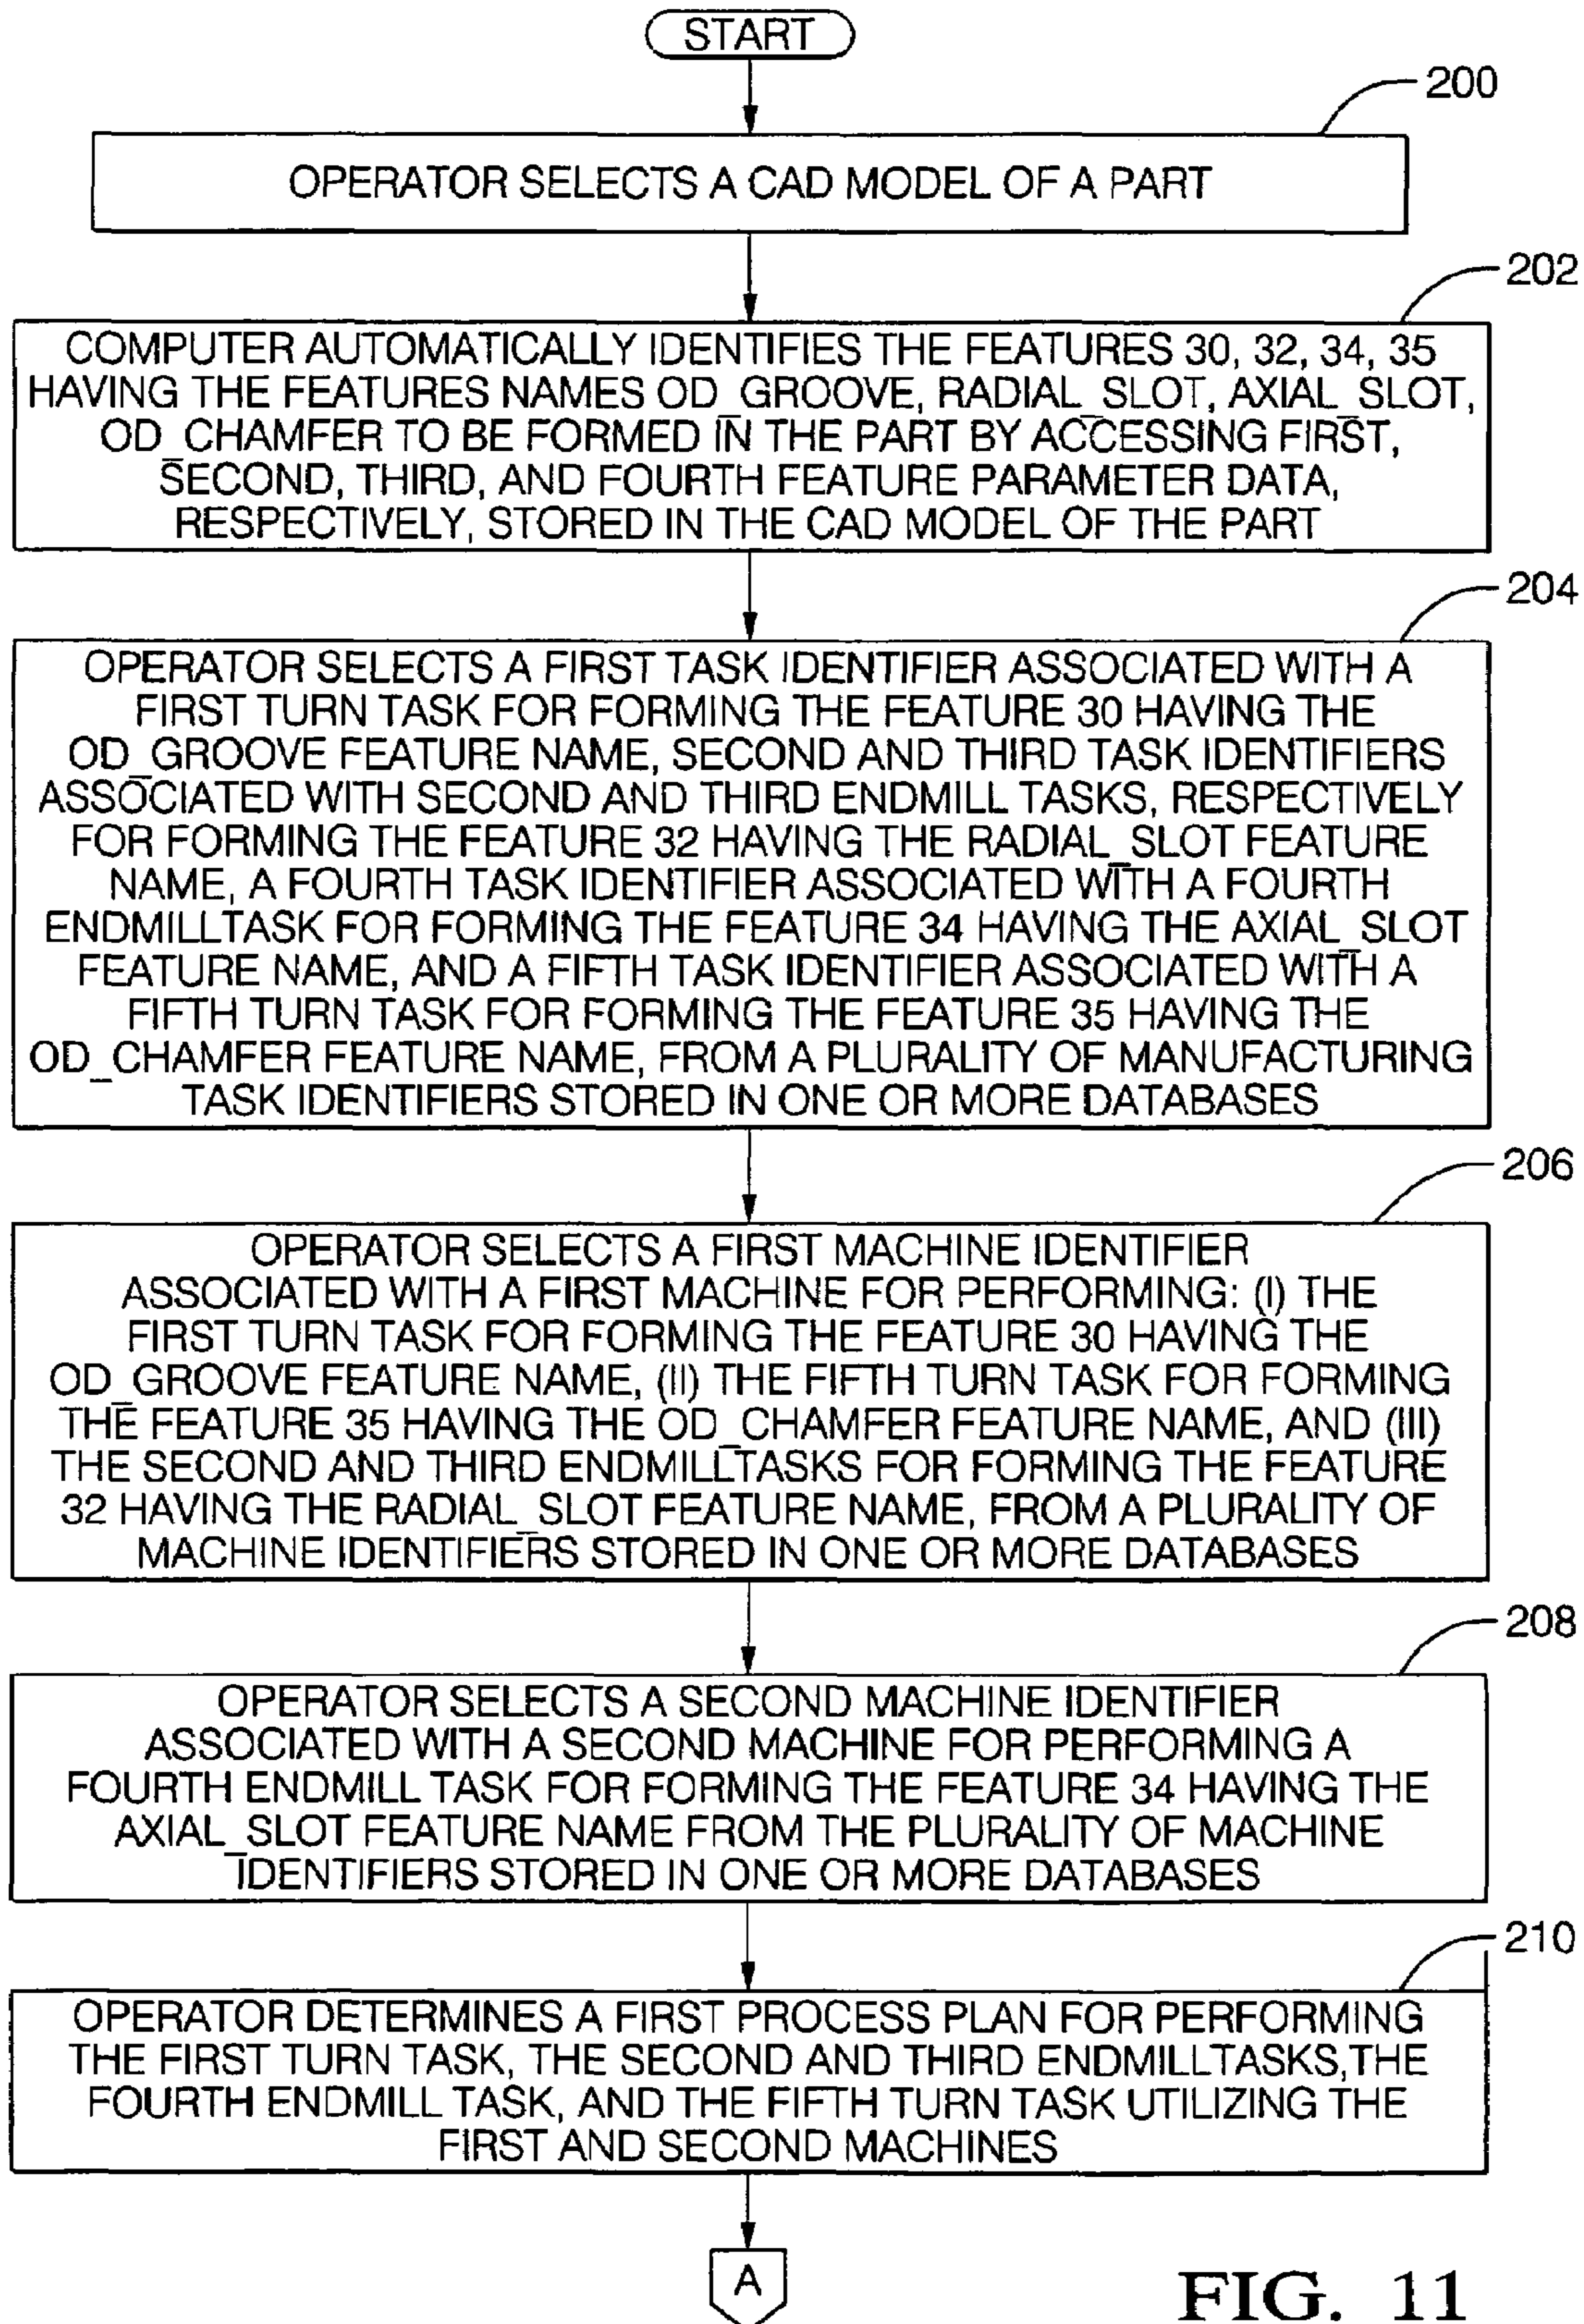 START
200
OPERATOR SELECTS A CAD MODEL OF A PART
202
COMPUTER AUTOMATICALLY IDENTIFIES THE FEATURES 30, 32, 34, 35
HAVING THE FEATURES NAMES OD_GROOVE, RADIAL_SLOT, AXIAL_SLOT,
OD_CHAMFER TO BE FORMED IN THE PART BY ACCESSING FIRST,
SECOND, THIRD, AND FOURTH FEATURE PARAMETER DATA,
RESPECTIVELY, STORED IN THE CAD MODEL OF THE PART
204
OPERATOR SELECTS A FIRST TASK IDENTIFIER ASSOCIATED WITH A
FIRST TURN TASK FOR FORMING THE FEATURE 30 HAVING THE
OD_GROOVE FEATURE NAME, SECOND AND THIRD TASK IDENTIFIERS
ASSOCIATED WITH SECOND AND THIRD ENDMILL TASKS, RESPECTIVELY
FOR FORMING THE FEATURE 32 HAVING THE RADIAL_SLOT FEATURE
NAME, A FOURTH TASK IDENTIFIER ASSOCIATED WITH A FOURTH
ENDMILLTASK FOR FORMING THE FEATURE 34 HAVING THE AXIAL_SLOT
FEATURE NAME, AND A FIFTH TASK IDENTIFIER ASSOCIATED WITH A
FIFTH TURN TASK FOR FORMING THE FEATURE 35 HAVING THE
OD_CHAMFER FEATURE NAME, FROM A PLURALITY OF MANUFACTURING
TASK IDENTIFIERS STORED IN ONE OR MORE DATABASES
206
OPERATOR SELECTS A FIRST MACHINE IDENTIFIER
ASSOCIATED WITH A FIRST MACHINE FOR PERFORMING: (I) THE
FIRST TURN TASK FOR FORMING THE FEATURE 30 HAVING THE
OD_GROOVE FEATURE NAME, (II) THE FIFTH TURN TASK FOR FORMING
THE FEATURE 35 HAVING THE OD_CHAMFER FEATURE NAME, AND (III)
THE SECOND AND THIRD ENDMILLTASKS FOR FORMING THE FEATURE
32 HAVING THE RADIAL_SLOT FEATURE NAME, FROM A PLURALITY OF
MACHINE IDENTIFIERS STORED IN ONE OR MORE DATABASES
208
OPERATOR SELECTS A SECOND MACHINE IDENTIFIER
ASSOCIATED WITH A SECOND MACHINE FOR PERFORMING A
FOURTH ENDMILL TASK FOR FORMING THE FEATURE 34 HAVING THE
AXIAL_SLOT FEATURE NAME FROM THE PLURALITY OF MACHINE
IDENTIFIERS STORED IN ONE OR MORE DATABASES
210
OPERATOR DETERMINES A FIRST PROCESS PLAN FOR PERFORMING
THE FIRST TURN TASK, THE SECOND AND THIRD ENDMILLTASKS,THE
FOURTH ENDMILL TASK, AND THE FIFTH TURN TASK UTILIZING THE
FIRST AND SECOND MACHINES
A
FIG. 11